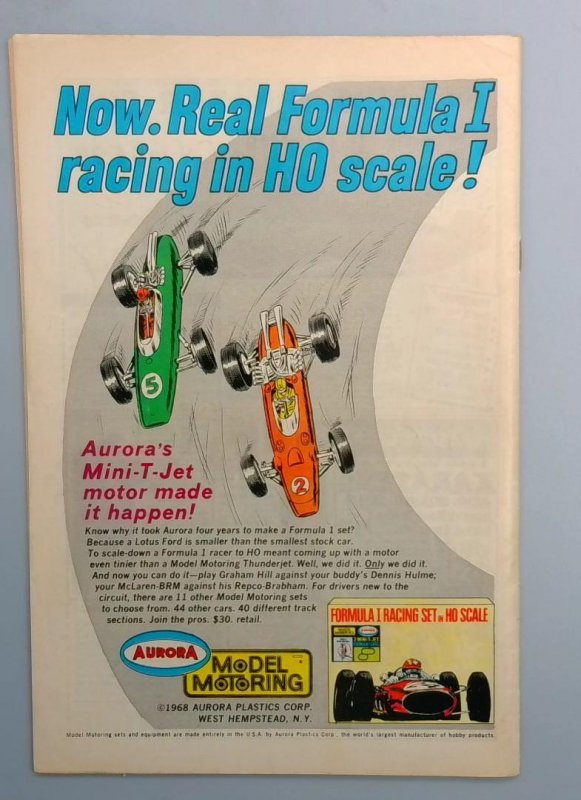 Now. Real Formula I
racing in HO scale!
5
2
Aurora's
Mini-T-Jet
motor made
it happen!
Know why it took Aurora four years to make a Formula 1 set?
Because a Lotus Ford is smaller than the smallest stock car.
To scale-down a Formula 1 racer to HO meant coming up with a motor
even tinier than a Model Motoring Thunderjet. Well, we did it. Only we did it.
And now you can do it—play Graham Hill against your buddy's Dennis Hulme;
your McLaren-BRM against his Repco-Brabham. For drivers new to the
circuit, there are 11 other Model Motoring sets
to choose from. 44 other cars. 40 different track
sections. Join the pros. $30. retail.
FORMULA I RACING SET IN HO SCALE
AURORA
MODEL
MOTORING
©1968 AURORA PLASTICS CORP.
WEST HEMPSTEAD, N.Y.
Model Motoring sets and equipment are made entirely in the U.S.A. by Aurora Plastics Corp., the world's largest manufacturer of hobby products.